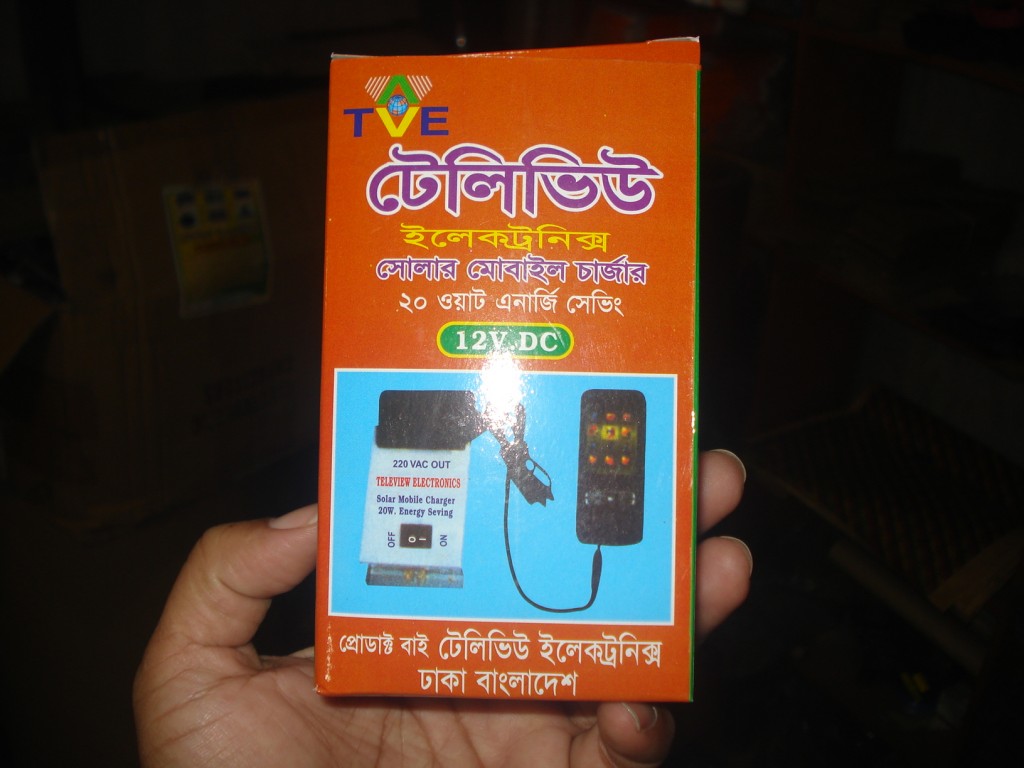 TVE
টেলিভিউ
ইলেকট্রনিক্স
সোলার মোবাইল চার্জার
২০ ওয়াট এনার্জি সেভিং
12V.DC
220 VAC OUT
TELEVIEW ELECTRONICS
Solar Mobile Charger
20W. Energy Seving
OFF ON
প্রোডাক্ট বাই টেলিভিউ ইলেকট্রনিক্স
ঢাকা বাংলাদেশ